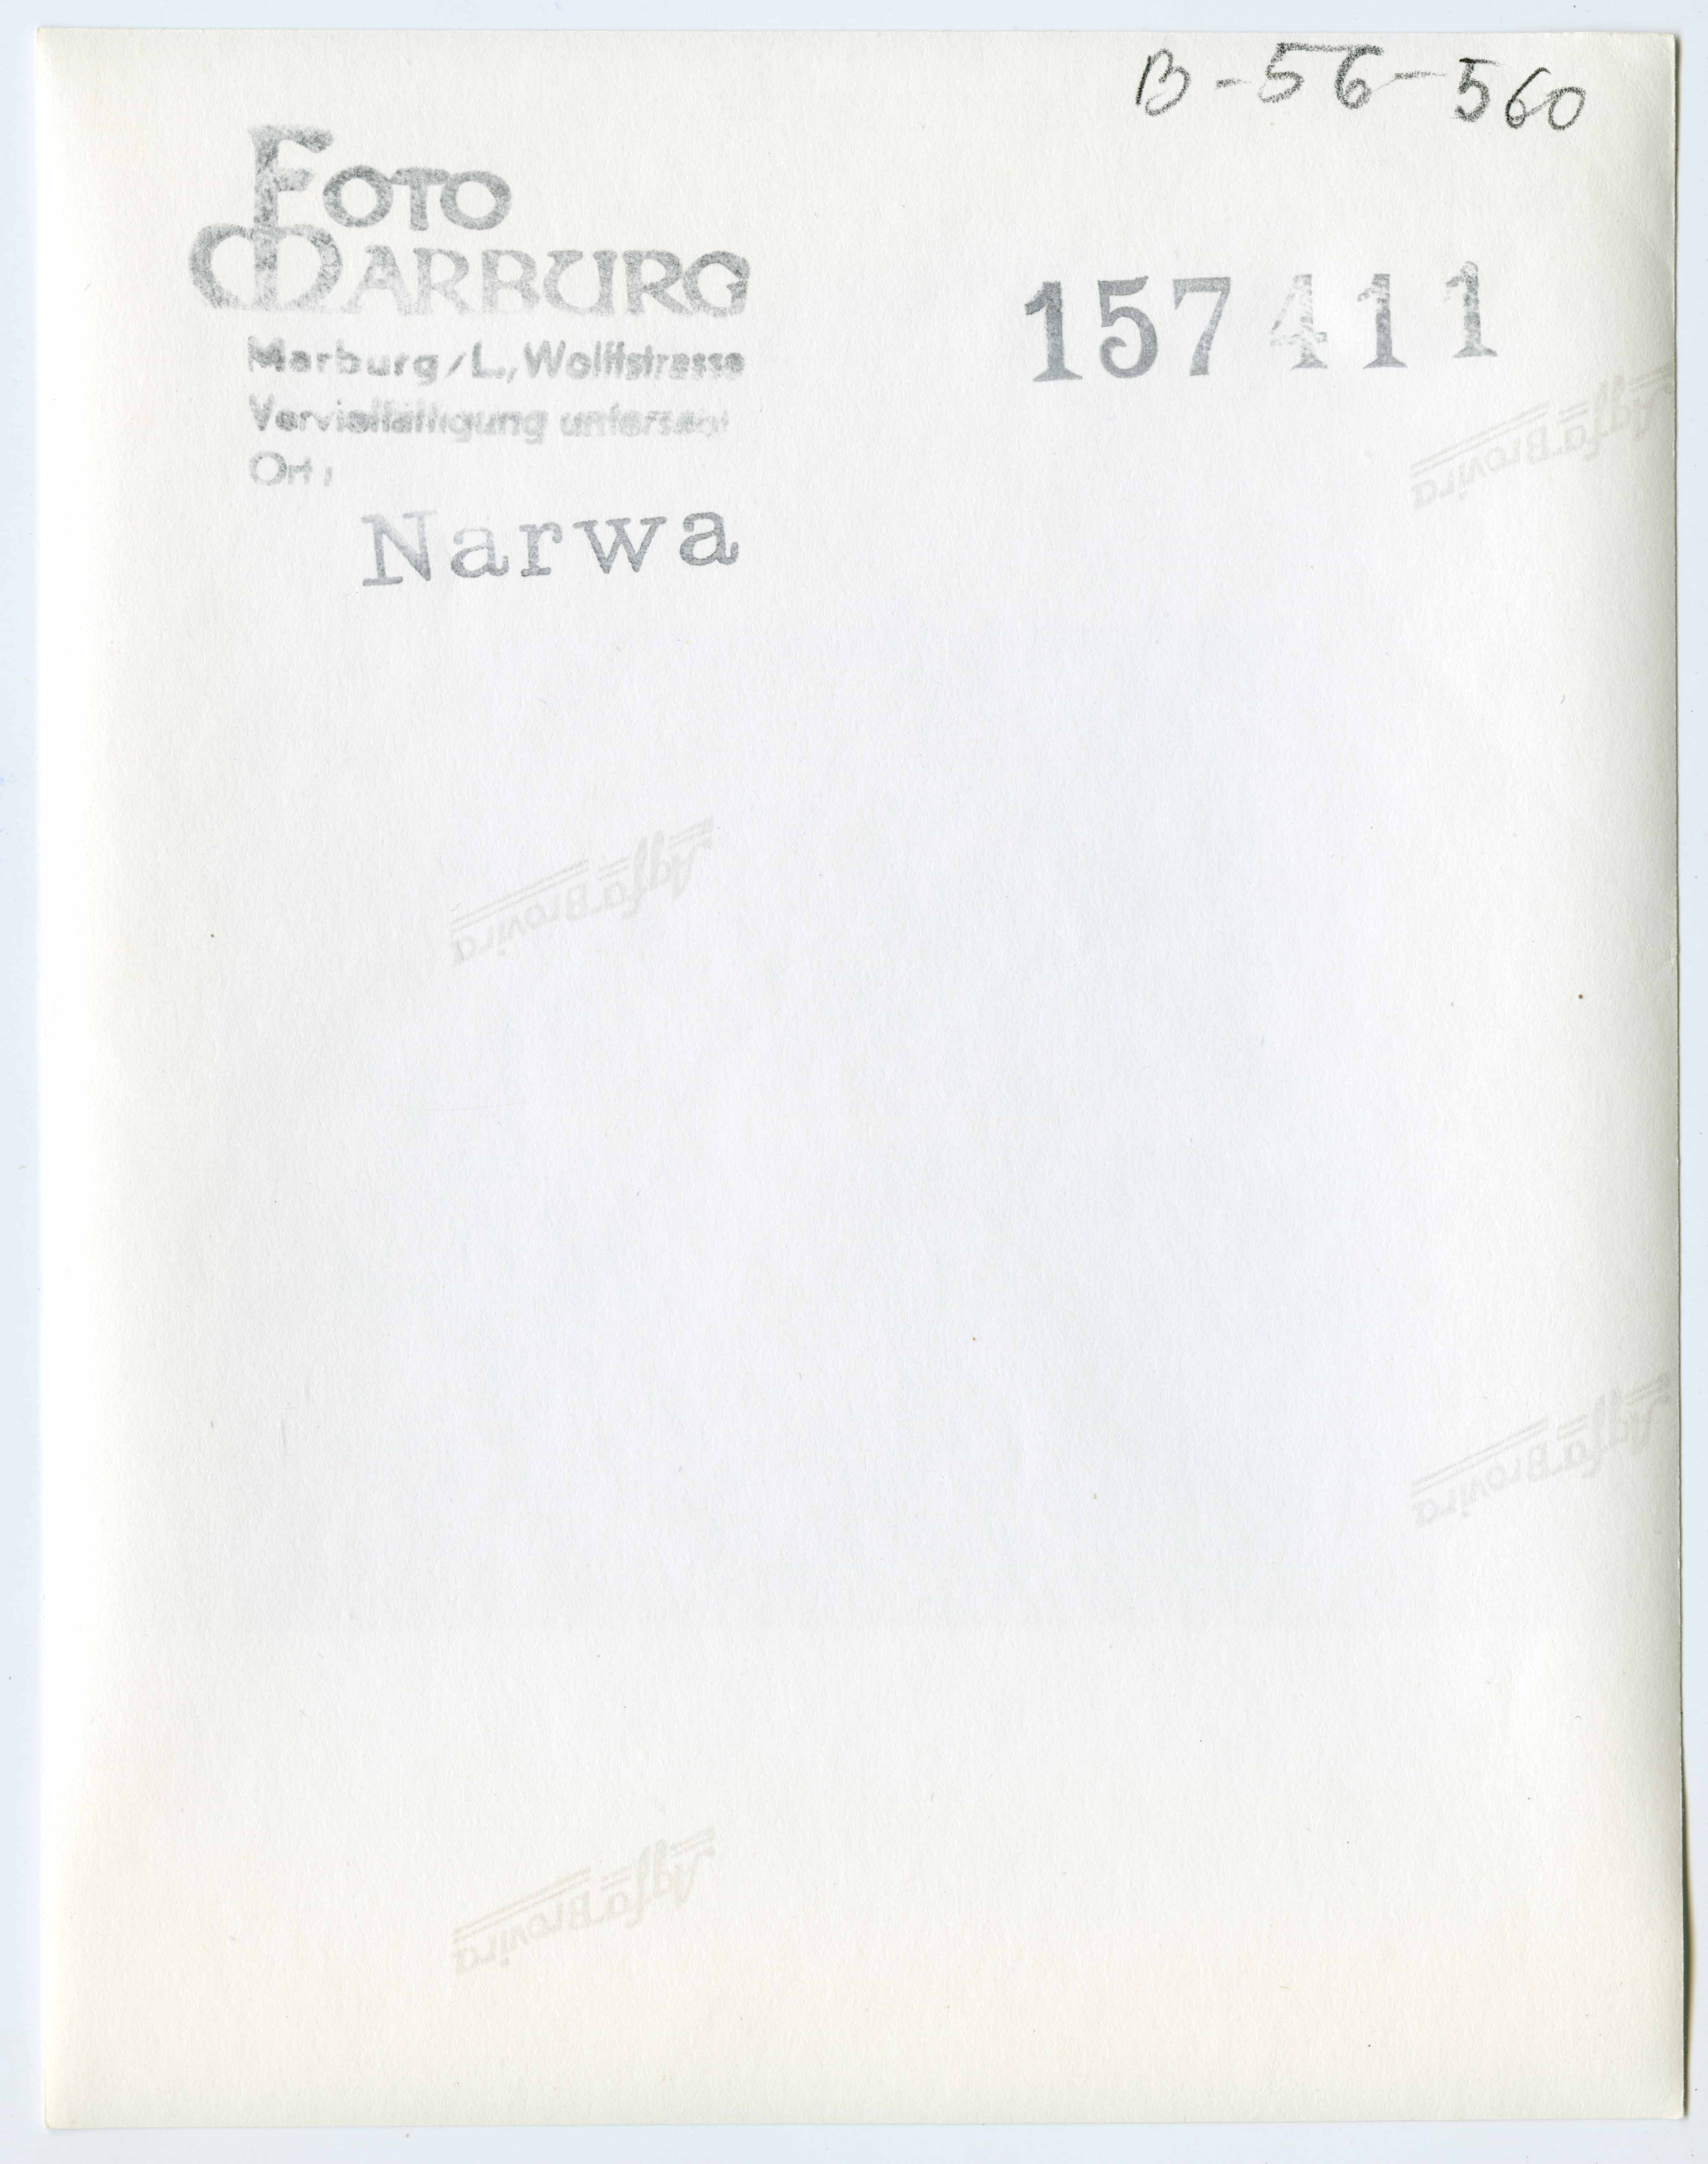 B-56-560
FOTO
MARBURG
157411
Marburg/L., Wolffstrasse
Vervielfältigung untersagt
Ort:
Narwa
Agfa Brovira
Agfa Brovira
Agfa Brovira
Agfa Brovira